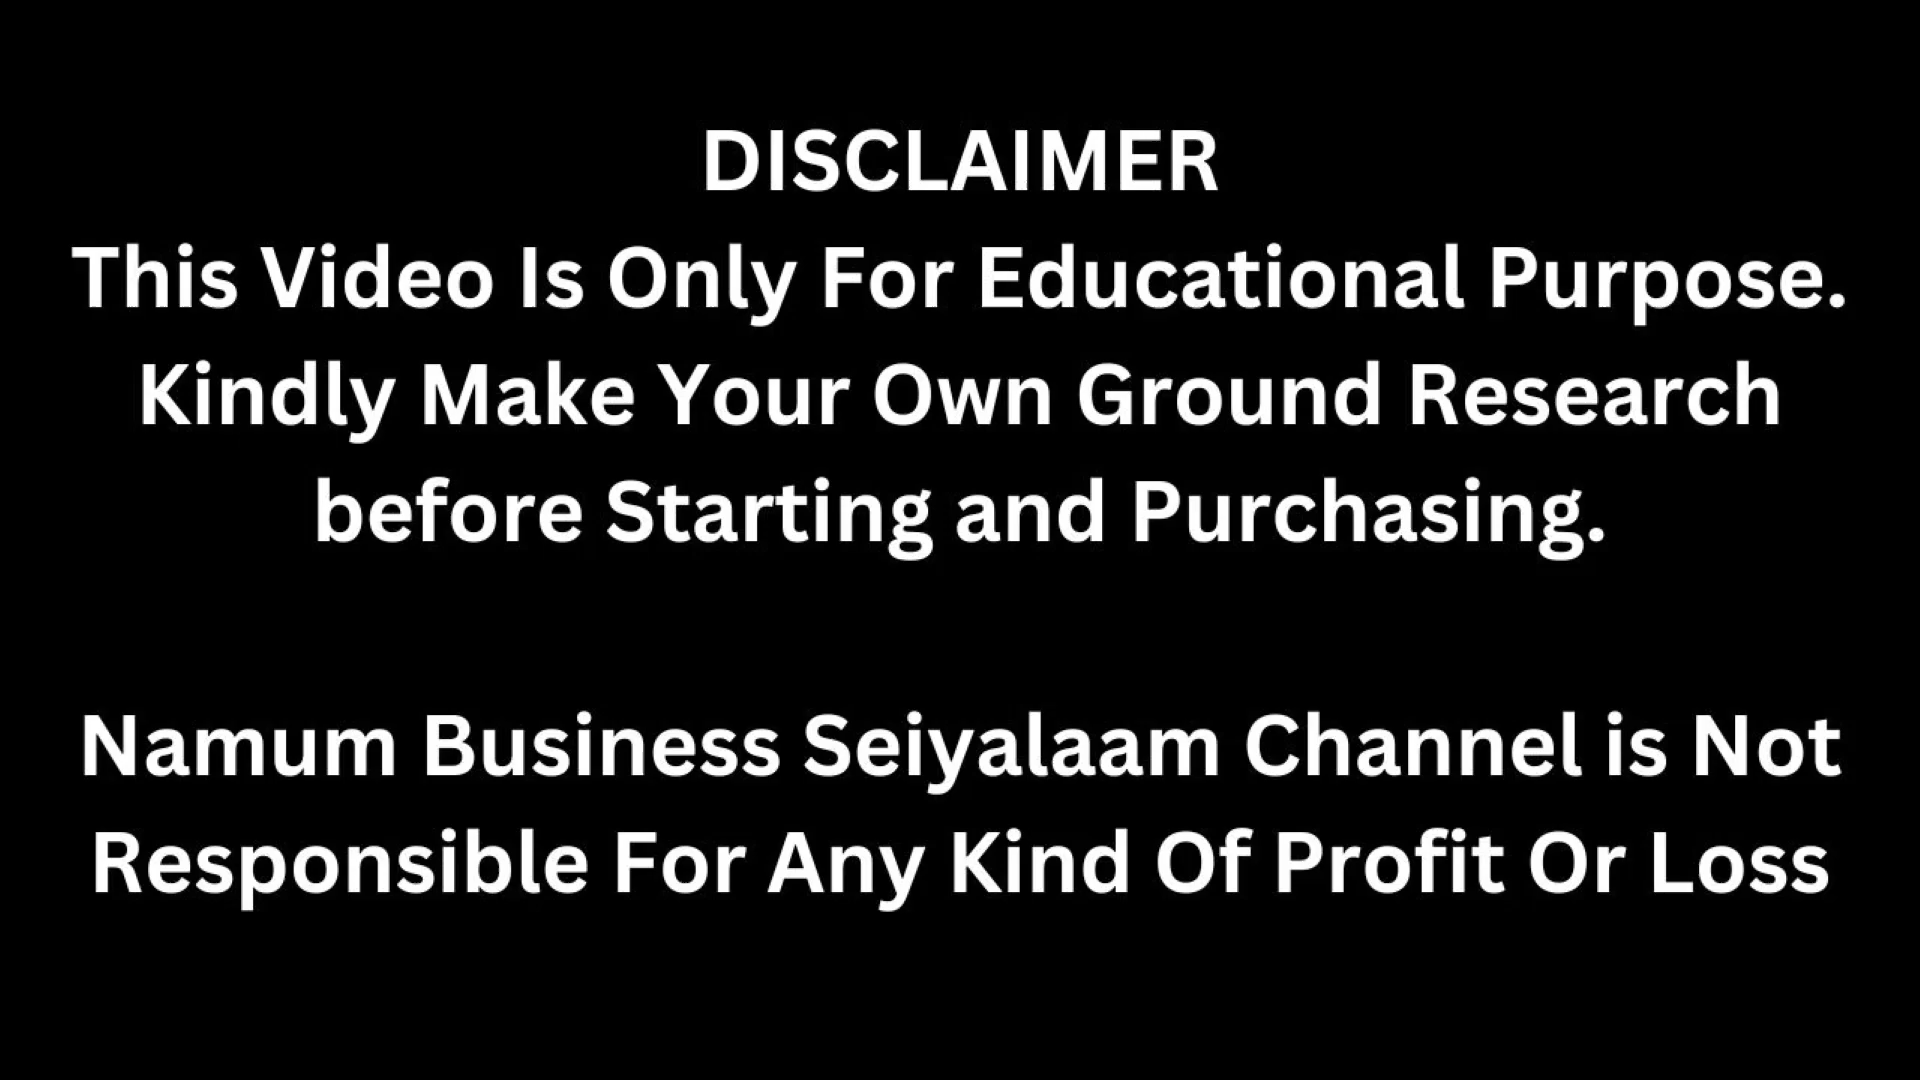 DISCLAIMER
This Video Is Only For Educational Purpose.
Kindly Make Your Own Ground Research
before Starting and Purchasing.
Namum Business Seiyalaam Channel is Not
Responsible For Any Kind Of Profit Or Loss